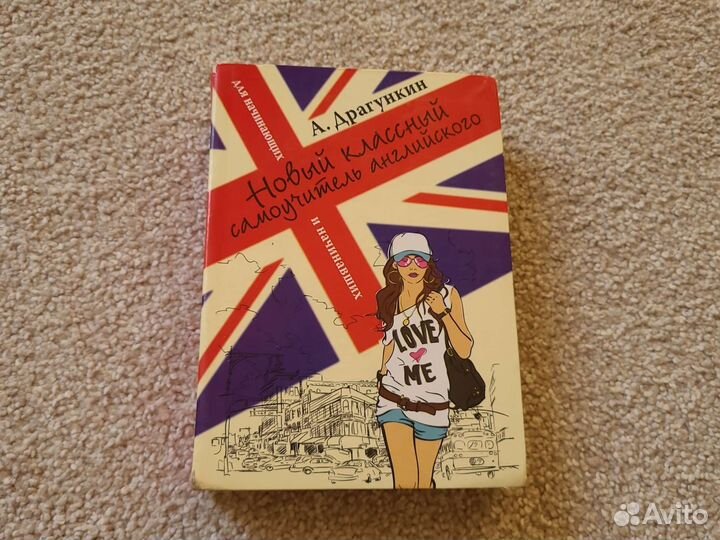 А. Драгункин
для начинающих
Новый классный
самоучитель английского
и начинавших
LOVE
ME
Avito